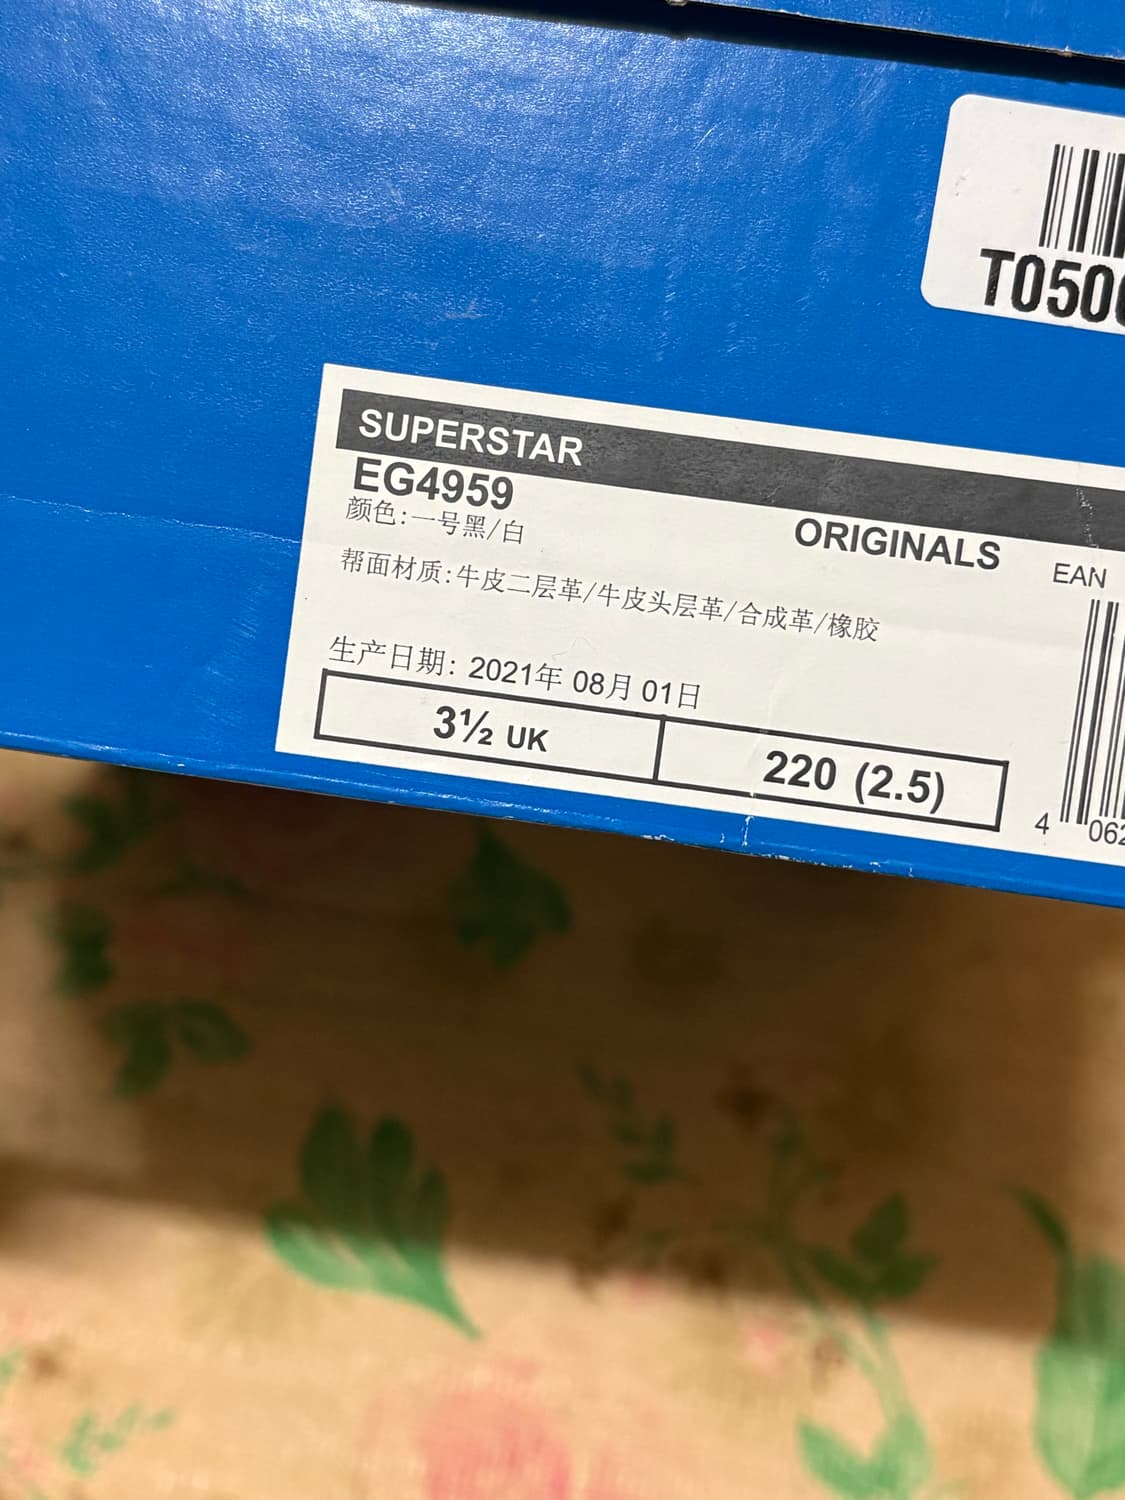 T050
SUPERSTAR
EG4959
颜色:一号黑/白
ORIGINALS
EAN
帮面材质:牛皮二层革/牛皮头层革/合成革/橡胶
生产日期: 2021年 08月 01日
3½ UK
220 (2.5)
4 062